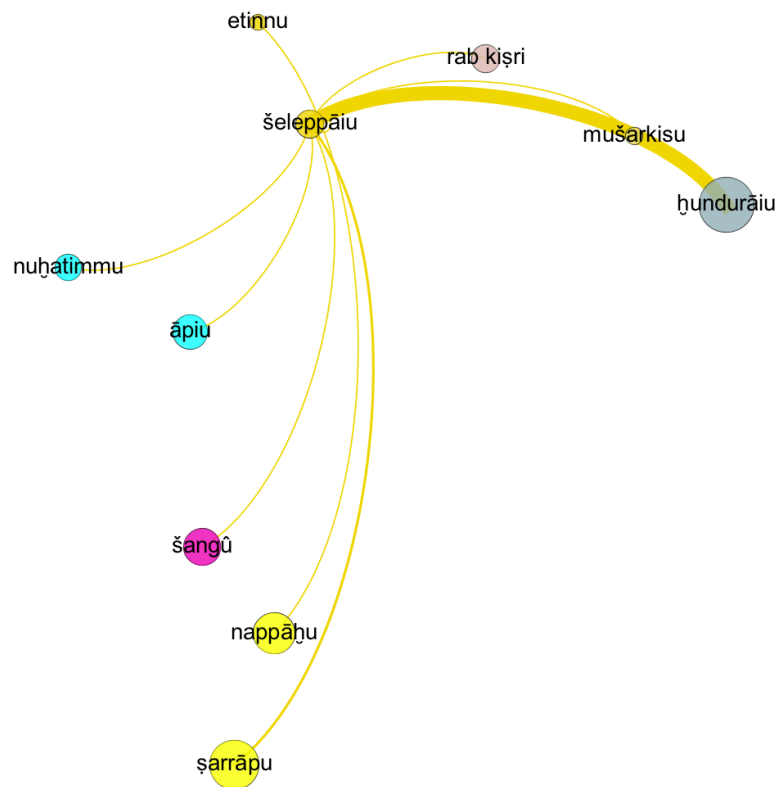 etinnu
rab kiṣri
šeleppāiu
mušarkisu
ḫundurāiu
nuḫatimmu
āpiu
šangû
nappāḫu
ṣarrāpu